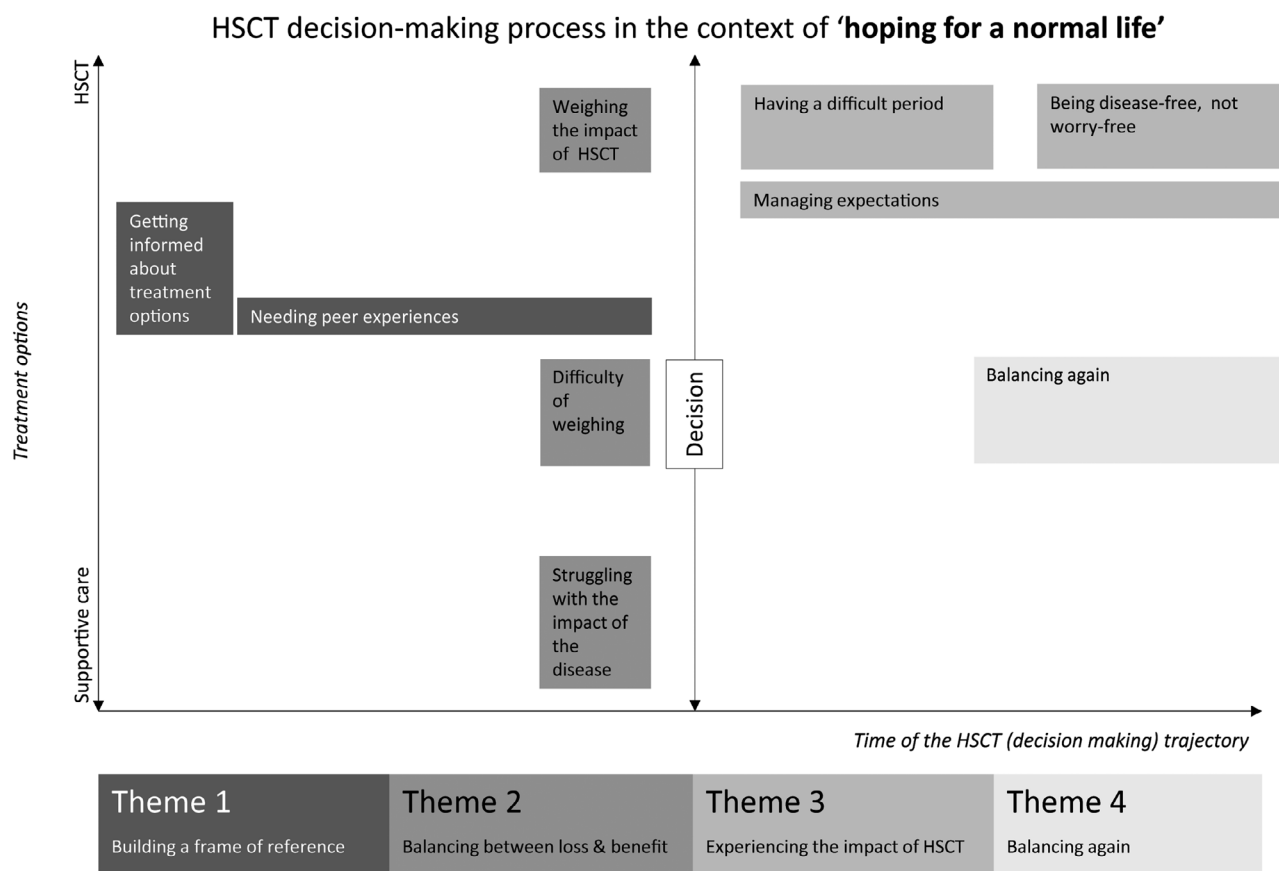 HSCT decision-making process in the context of ‘hoping for a normal life’
HSCT
Treatment options
Supportive care
Getting
informed
about
treatment
options
Needing peer experiences
Weighing
the impact
of HSCT
Difficulty
of
weighing
Struggling
with the
impact of
the
disease
Decision
Having a difficult period
Being disease-free, not
worry-free
Managing expectations
Balancing again
Time of the HSCT (decision making) trajectory
Theme 1
Building a frame of reference
Theme 2
Balancing between loss & benefit
Theme 3
Experiencing the impact of HSCT
Theme 4
Balancing again